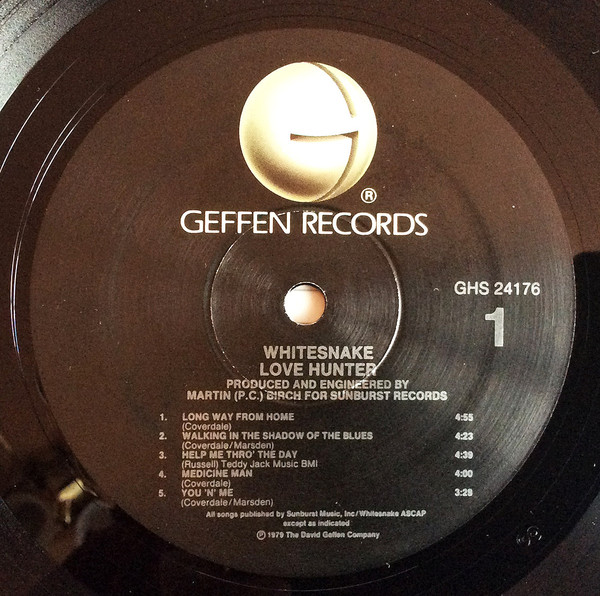 ®
GEFFEN RECORDS
GHS 24176
1
WHITESNAKE
LOVE HUNTER
PRODUCED AND ENGINEERED BY
MARTIN (P.C.) BIRCH FOR SUNBURST RECORDS
1. LONG WAY FROM HOME 4:55
(Coverdale)
2. WALKING IN THE SHADOW OF THE BLUES 4:23
(Coverdale/Marsden)
3. HELP ME THRO' THE DAY 4:39
(Russell) Teddy Jack Music BMI
4. MEDICINE MAN 4:00
(Coverdale)
5. YOU 'N' ME 3:28
(Coverdale/Marsden)
All songs published by Sunburst Music, Inc/Whitesnake ASCAP
except as indicated
℗ 1979 The David Geffen Company